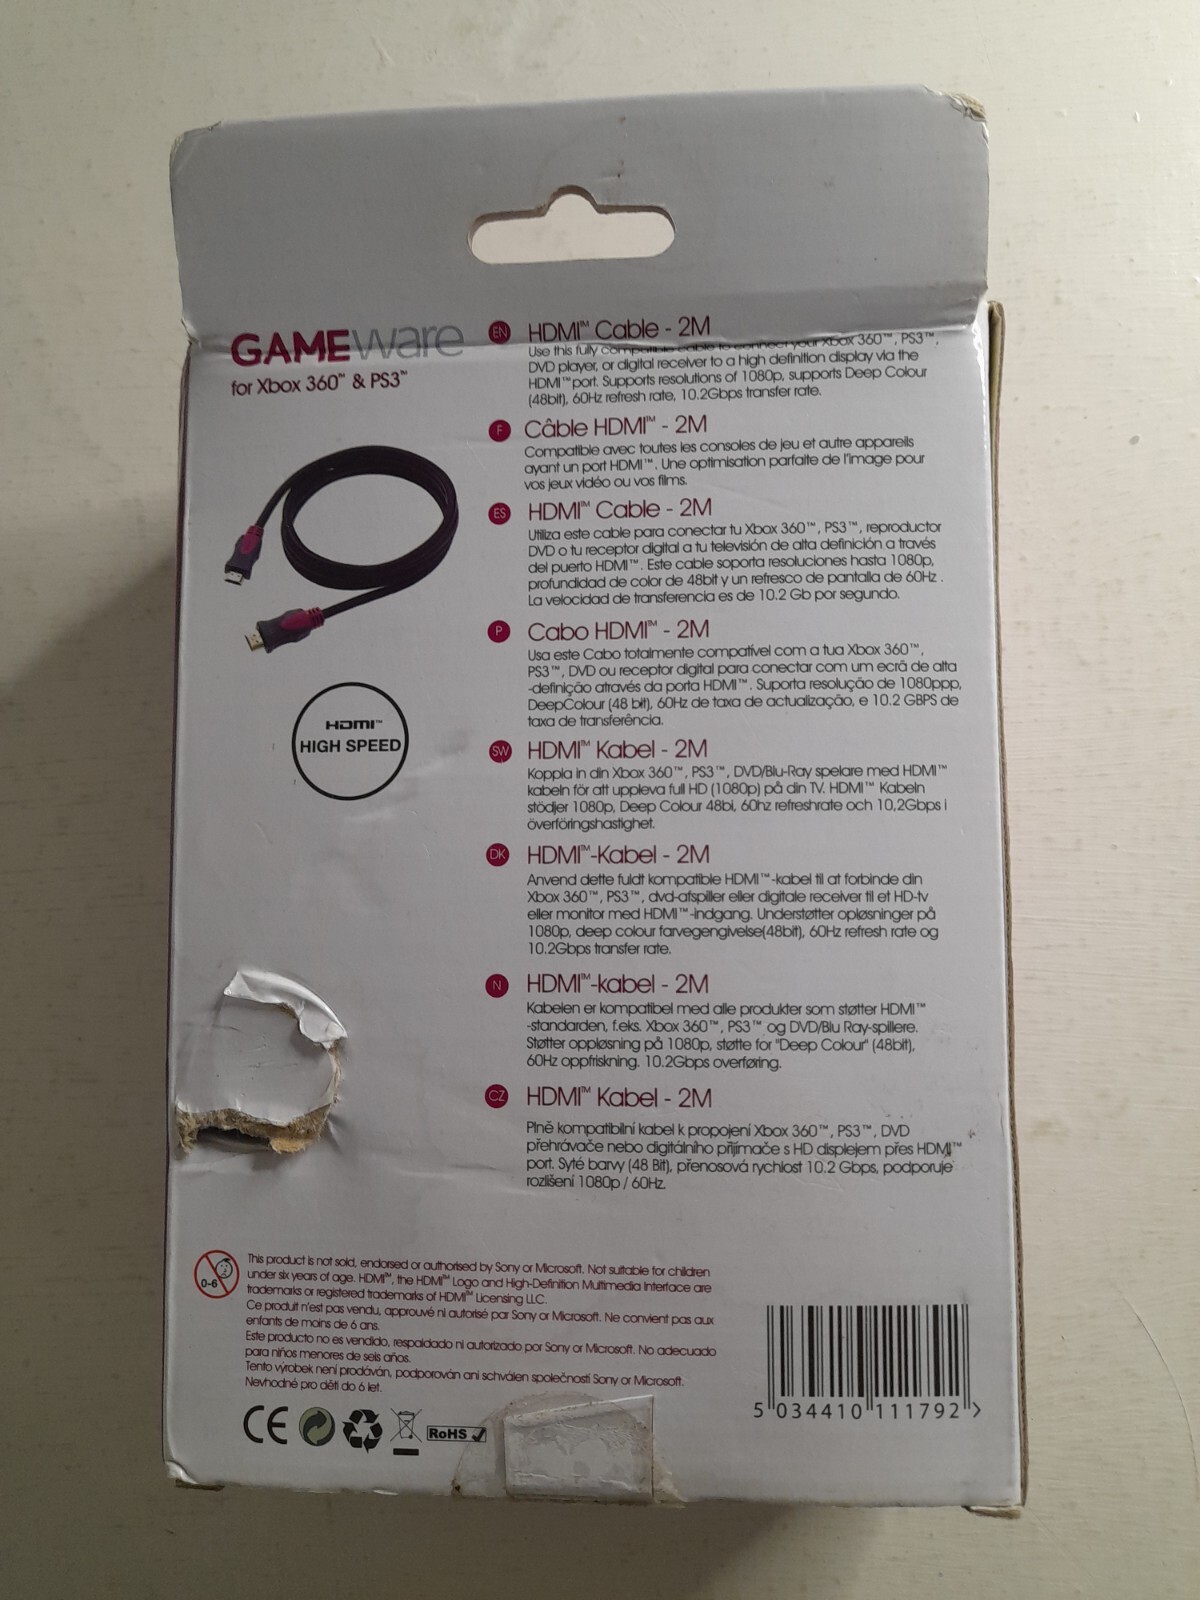 GAMEware
for Xbox 360™ & PS3™
HDMI™
HIGH SPEED
EN HDMI™ Cable - 2M
Use this fully compatible cable to connect your Xbox 360™, PS3™,
DVD player, or digital receiver to a high definition display via the
HDMI™port. Supports resolutions of 1080p, supports Deep Colour
(48bit), 60Hz refresh rate, 10.2Gbps transfer rate.
F Câble HDMI™ - 2M
Compatible avec toutes les consoles de jeu et autre appareils
ayant un port HDMI™. Une optimisation parfaite de l'image pour
vos jeux vidéo ou vos films.
ES HDMI™ Cable - 2M
Utiliza este cable para conectar tu Xbox 360™, PS3™, reproductor
DVD o tu receptor digital a tu televisión de alta definición a través
del puerto HDMI™. Este cable soporta resoluciones hasta 1080p,
profundidad de color de 48bit y un refresco de pantalla de 60Hz .
La velocidad de transferencia es de 10.2 Gb por segundo.
P Cabo HDMI™ - 2M
Usa este Cabo totalmente compatível com a tua Xbox 360™,
PS3™, DVD ou receptor digital para conectar com um ecrã de alta
-definição através da porta HDMI™. Suporta resolução de 1080ppp,
DeepColour (48 bit), 60Hz de taxa de actualização, e 10.2 GBPS de
taxa de transferência.
SW HDMI™ Kabel - 2M
Koppla in din Xbox 360™, PS3™, DVD/Blu-Ray spelare med HDMI™
kabeln för att uppleva full HD (1080p) på din TV. HDMI™ Kabeln
stödjer 1080p, Deep Colour 48bi, 60hz refreshrate och 10,2Gbps i
överföringshastighet.
DK HDMI™-Kabel - 2M
Anvend dette fuldt kompatible HDMI™-kabel til at forbinde din
Xbox 360™, PS3™, dvd-afspiller eller digitale receiver til et HD-tv
eller monitor med HDMI™-indgang. Understøtter opløsninger på
1080p, deep colour farvegengivelse(48bit), 60Hz refresh rate og
10.2Gbps transfer rate.
N HDMI™-kabel - 2M
Kabelen er kompatibel med alle produkter som støtter HDMI™
-standarden, f.eks. Xbox 360™, PS3™ og DVD/Blu Ray-spillere.
Støtter oppløsning på 1080p, støtte for "Deep Colour" (48bit),
60Hz oppfriskning. 10.2Gbps overføring.
CZ HDMI™ Kabel - 2M
Plně kompatibilní kabel k propojení Xbox 360™, PS3™, DVD
přehrávače nebo digitálního přijímače s HD displejem přes HDMI™
port. Syté barvy (48 Bit), přenosová rychlost 10.2 Gbps, podporuje
rozlišení 1080p / 60Hz.
0-6
This product is not sold, endorsed or authorised by Sony or Microsoft. Not suitable for children
under six years of age. HDMI™, the HDMI™ Logo and High-Definition Multimedia Interface are
trademarks or registered trademarks of HDMI™ Licensing LLC.
Ce produit n'est pas vendu, approuvé ni autorisé par Sony or Microsoft. Ne convient pas aux
enfants de moins de 6 ans.
Este producto no es vendido, respaldado ni autorizado por Sony or Microsoft. No adecuado
para niños menores de seis años.
Tento výrobek není prodáván, podporován ani schválen společností Sony or Microsoft.
Nevhodné pro děti do 6 let.
CE
RoHS
5 034410 111792 >